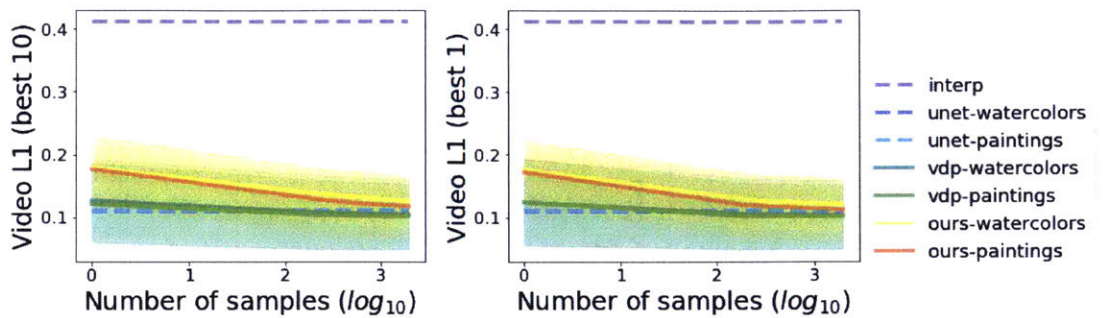 Video L1 (best 10)
0.4
0.3
0.2
0.1
0 1 2 3
Number of samples (log10)
Video L1 (best 1)
0.4
0.3
0.2
0.1
0 1 2 3
Number of samples (log10)
interp
unet-watercolors
unet-paintings
vdp-watercolors
vdp-paintings
ours-watercolors
ours-paintings